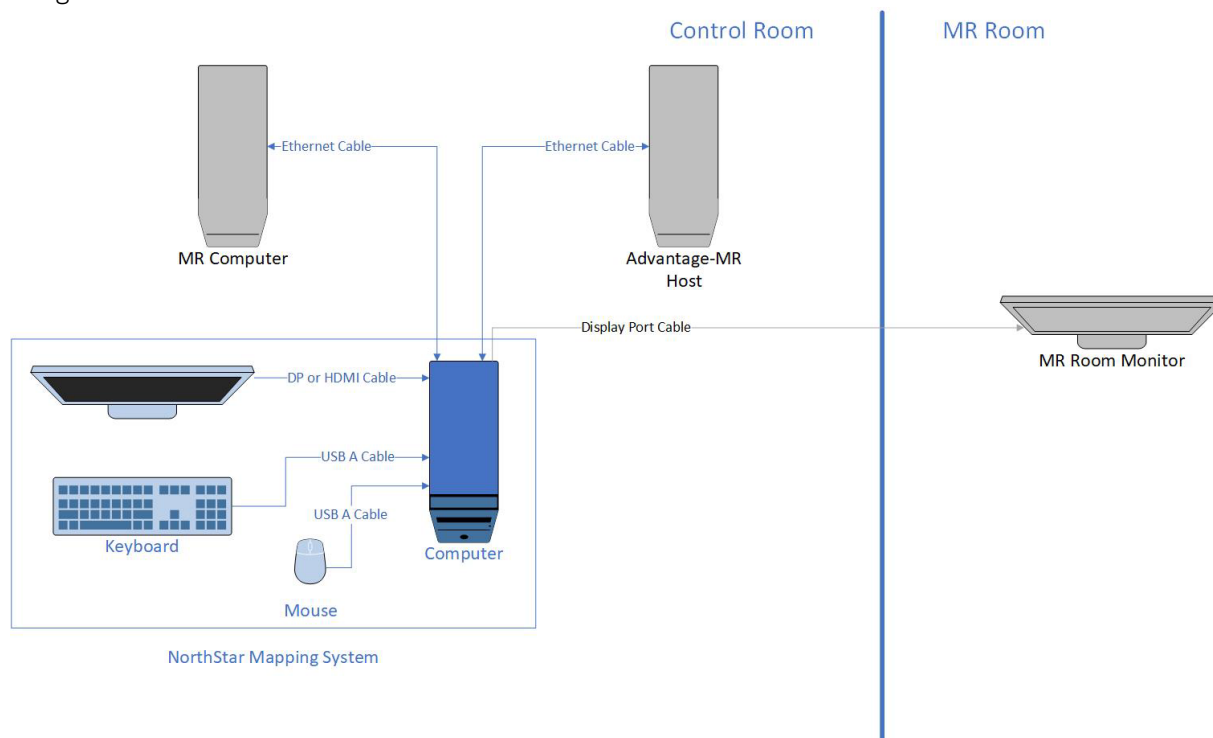 Control Room
MR Room
Ethernet Cable
Ethernet Cable
MR Computer
Advantage-MR
Host
Display Port Cable
MR Room Monitor
DP or HDMI Cable
USB A Cable
USB A Cable
Keyboard
Computer
Mouse
NorthStar Mapping System